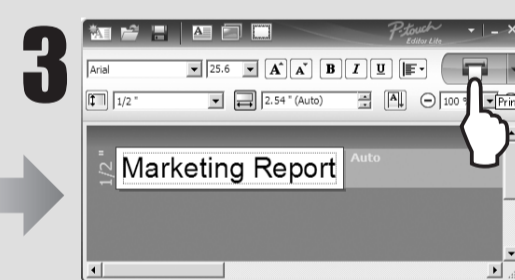 3
P-touch
Editor Lite
Arial 25.6 A A B I U
1/2 " 2.54 " (Auto) A 100 %
Prin
1/2 "
Marketing Report
Auto